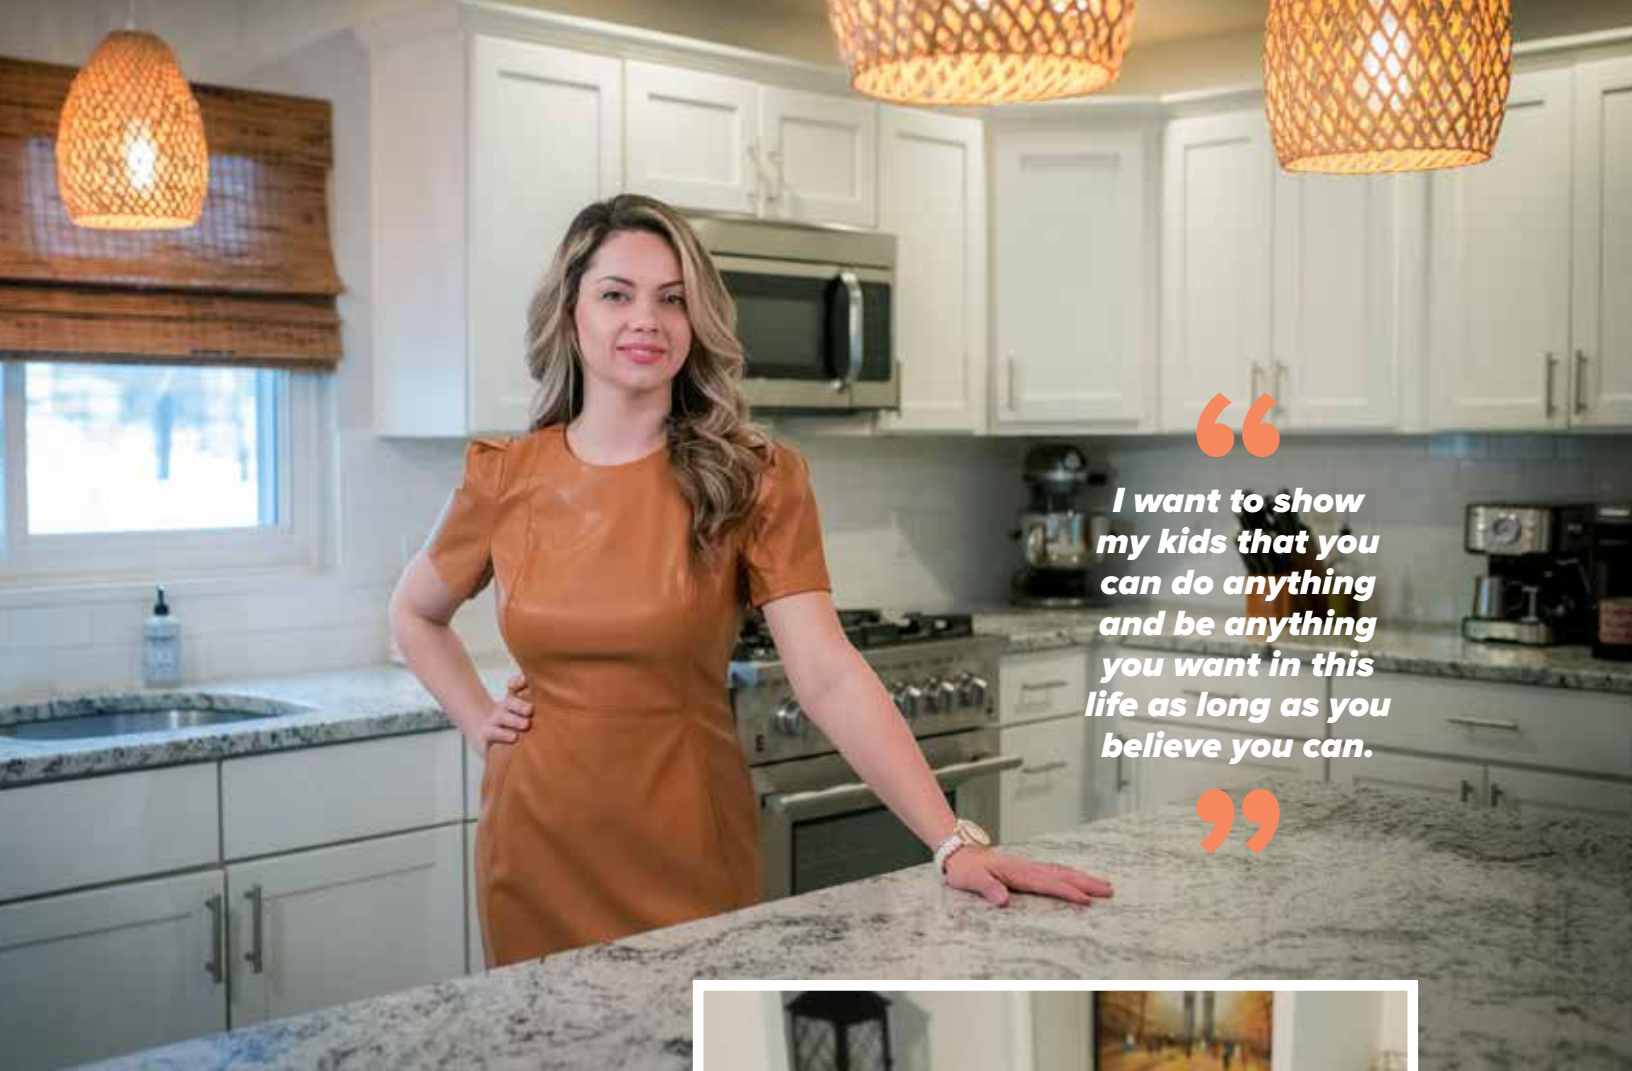 “
I want to show
my kids that you
can do anything
and be anything
you want in this
life as long as you
believe you can.
”